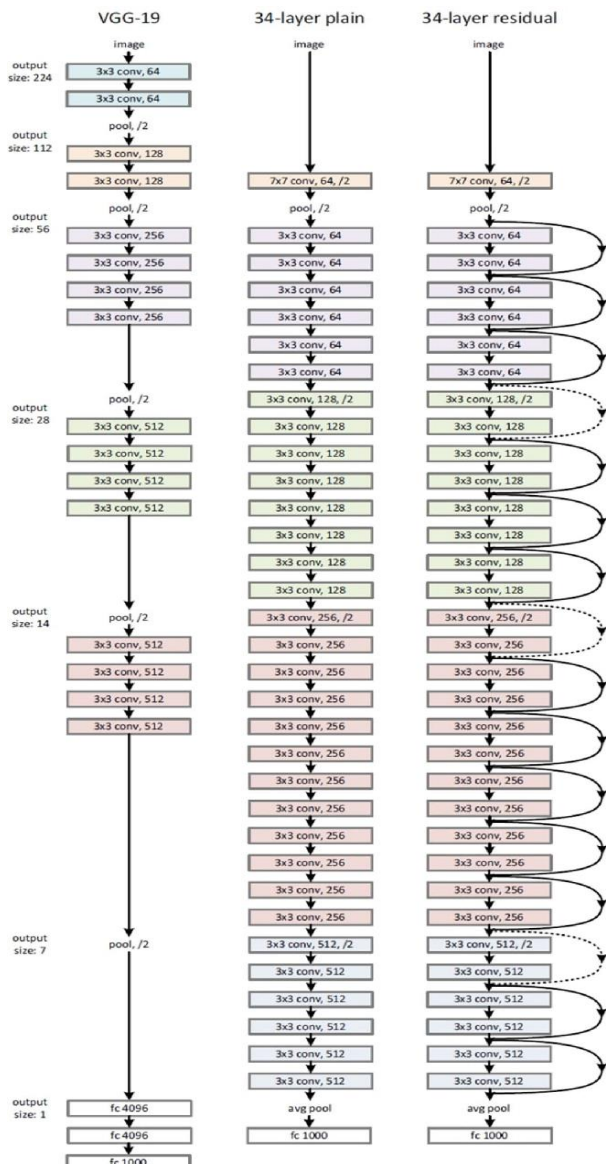 output
size: 224
output
size: 112
output
size: 56
output
size: 28
output
size: 14
output
size: 7
output
size: 1
VGG-19
image
3x3 conv, 64
3x3 conv, 64
pool, /2
3x3 conv, 128
3x3 conv, 128
pool, /2
3x3 conv, 256
3x3 conv, 256
3x3 conv, 256
3x3 conv, 256
pool, /2
3x3 conv, 512
3x3 conv, 512
3x3 conv, 512
3x3 conv, 512
pool, /2
3x3 conv, 512
3x3 conv, 512
3x3 conv, 512
3x3 conv, 512
pool, /2
fc 4096
fc 4096
fc 1000
34-layer plain
image
7x7 conv, 64, /2
pool, /2
3x3 conv, 64
3x3 conv, 64
3x3 conv, 64
3x3 conv, 64
3x3 conv, 64
3x3 conv, 64
3x3 conv, 128, /2
3x3 conv, 128
3x3 conv, 128
3x3 conv, 128
3x3 conv, 128
3x3 conv, 128
3x3 conv, 128
3x3 conv, 128
3x3 conv, 256, /2
3x3 conv, 256
3x3 conv, 256
3x3 conv, 256
3x3 conv, 256
3x3 conv, 256
3x3 conv, 256
3x3 conv, 256
3x3 conv, 256
3x3 conv, 256
3x3 conv, 256
3x3 conv, 256
3x3 conv, 512, /2
3x3 conv, 512
3x3 conv, 512
3x3 conv, 512
3x3 conv, 512
3x3 conv, 512
avg pool
fc 1000
34-layer residual
image
7x7 conv, 64, /2
pool, /2
3x3 conv, 64
3x3 conv, 64
3x3 conv, 64
3x3 conv, 64
3x3 conv, 64
3x3 conv, 64
3x3 conv, 128, /2
3x3 conv, 128
3x3 conv, 128
3x3 conv, 128
3x3 conv, 128
3x3 conv, 128
3x3 conv, 128
3x3 conv, 128
3x3 conv, 256, /2
3x3 conv, 256
3x3 conv, 256
3x3 conv, 256
3x3 conv, 256
3x3 conv, 256
3x3 conv, 256
3x3 conv, 256
3x3 conv, 256
3x3 conv, 256
3x3 conv, 256
3x3 conv, 256
3x3 conv, 512, /2
3x3 conv, 512
3x3 conv, 512
3x3 conv, 512
3x3 conv, 512
3x3 conv, 512
avg pool
fc 1000